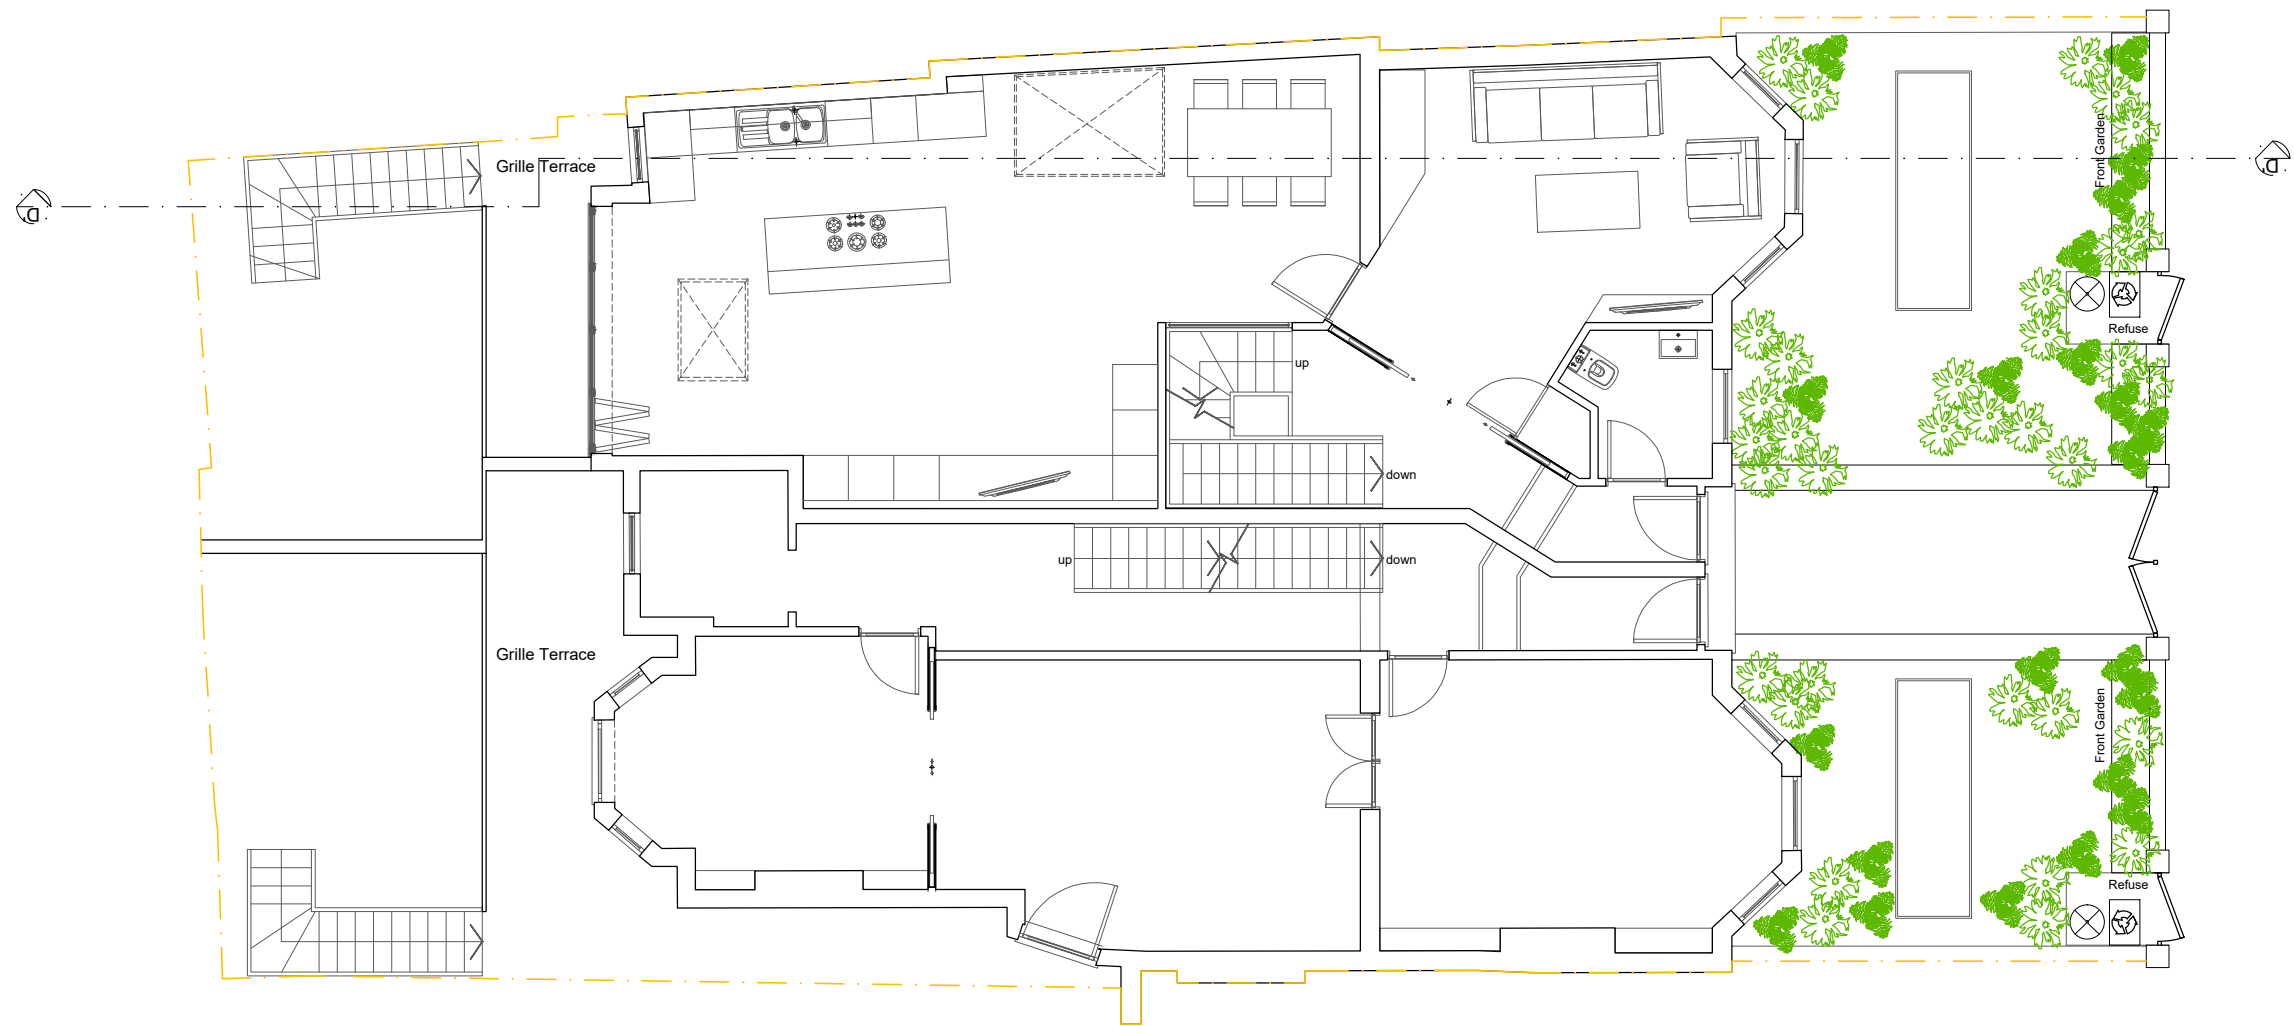 Grille Terrace
Front Garden
D'
D'
Refuse
up
down
up
down
Grille Terrace
Front Garden
Refuse